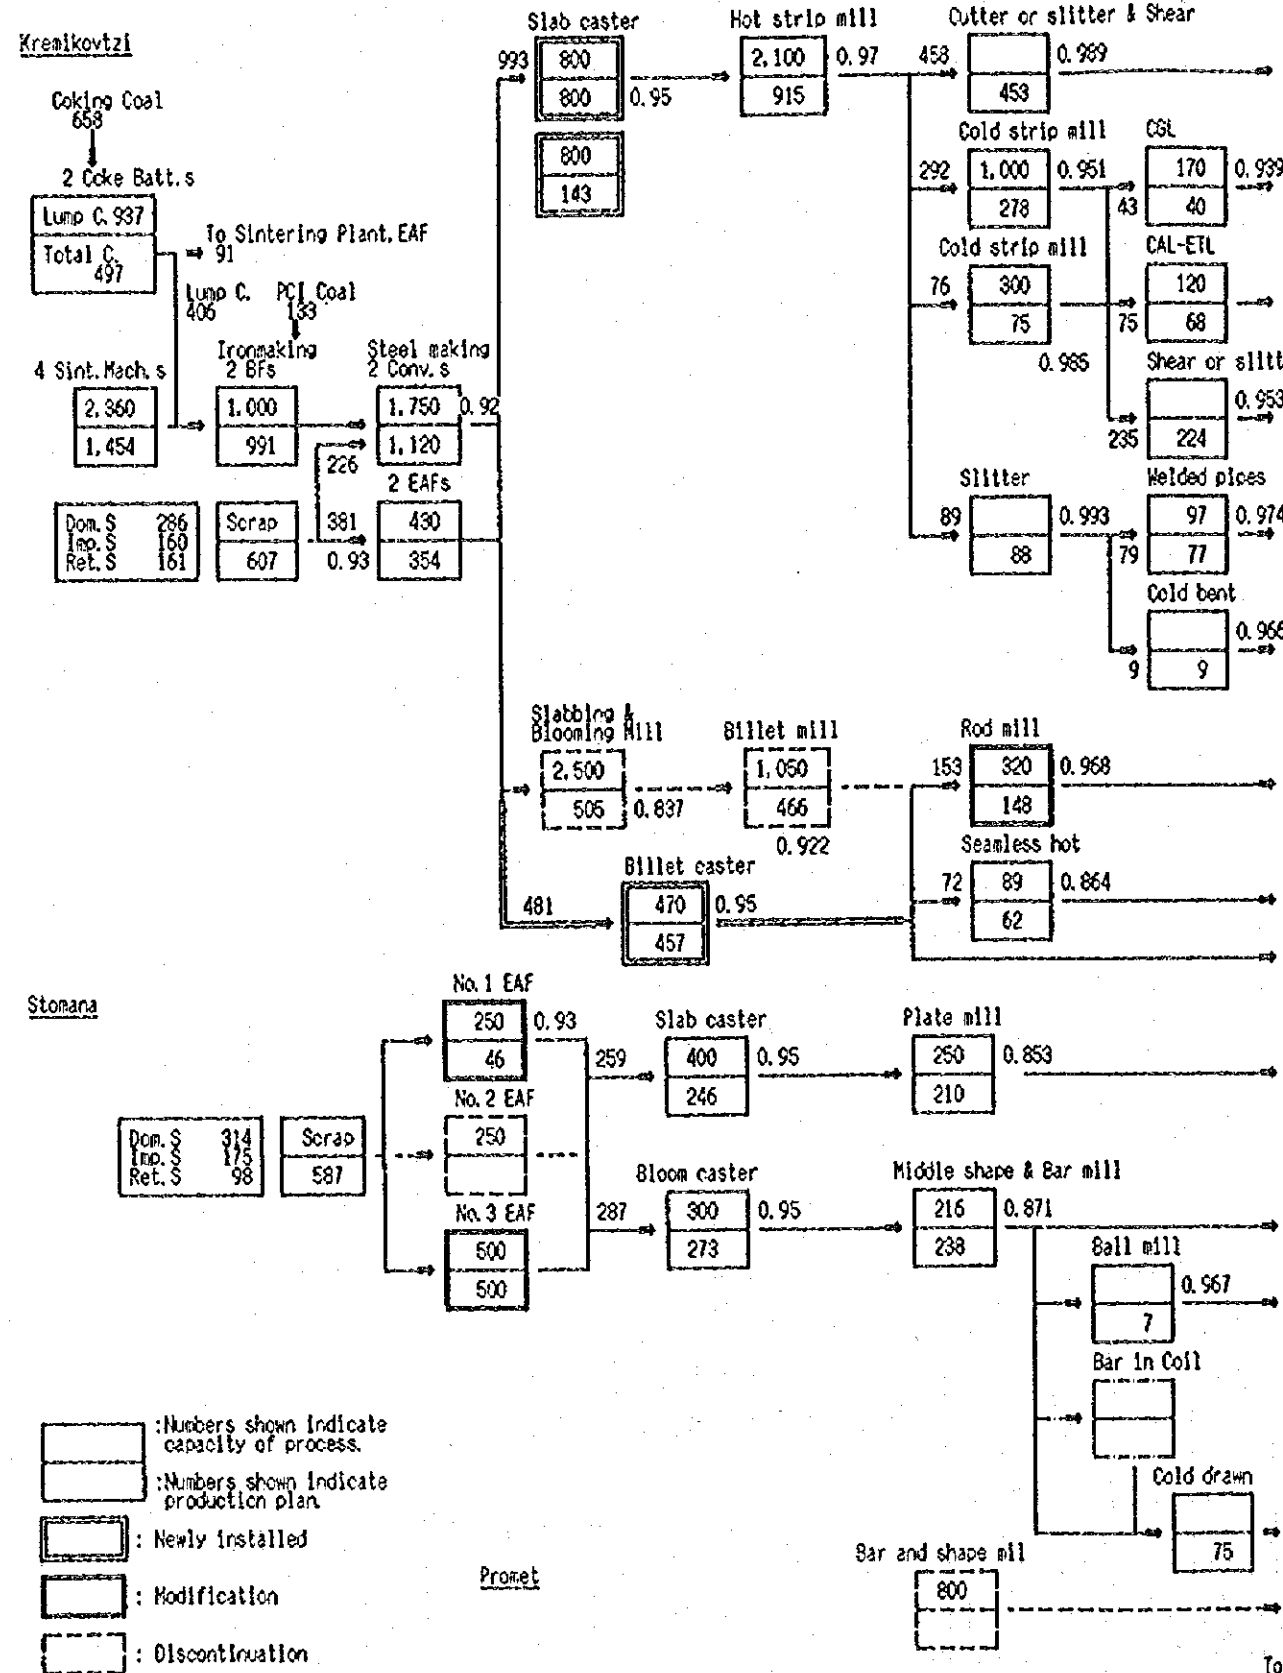 Kremikovtzi
Coking Coal
658
2 Coke Batt.s
Lump C. 937
Total C.
497
To Sintering Plant, EAF
91
Lump C. PCI Coal
406 133
4 Sint. Mach. s
2,360
1,454
Ironmaking
2 BFs
1,000
991
Steel making
2 Conv. s
1,750 0.92
1,120
226
2 EAFs
430
354
Dom. S 286
Imp. S 160
Ret. S 161
Scrap
607
381
0.93
Slab caster
993
800
800 0.95
800
143
Hot strip mill
2,100 0.97
915
Cutter or slitter & Shear
458 0.989
453
Cold strip mill
292 1,000 0.951
278
CGL
170 0.939
43 40
Cold strip mill
76 300
75
0.985
CAL-ETL
120
75 68
Shear or slitt
0.953
235 224
Slitter
89 0.993
88
Welded pipes
97 0.974
79 77
Cold bent
0.966
9 9
Slabbing &
Blooming Mill
2,500
505 0.837
Billet mill
1,050
466
0.922
Rod mill
153 320 0.968
148
Seamless hot
72 89 0.864
62
Billet caster
481 470 0.95
457
Stomana
Dom. S 314
Imp. S 175
Ret. S 98
Scrap
587
No. 1 EAF
250 0.93
46
No. 2 EAF
250
No. 3 EAF
500
500
Slab caster
259 400 0.95
246
Plate mill
250 0.853
210
Bloom caster
287 300 0.95
273
Middle shape & Bar mill
216 0.871
238
Ball mill
0.967
7
Bar in Coil
Cold drawn
75
Bar and shape mil
800
Promet
:Numbers shown indicate
capacity of process.
:Numbers shown indicate
production plan.
: Newly installed
: Modification
: Discontinuation
To